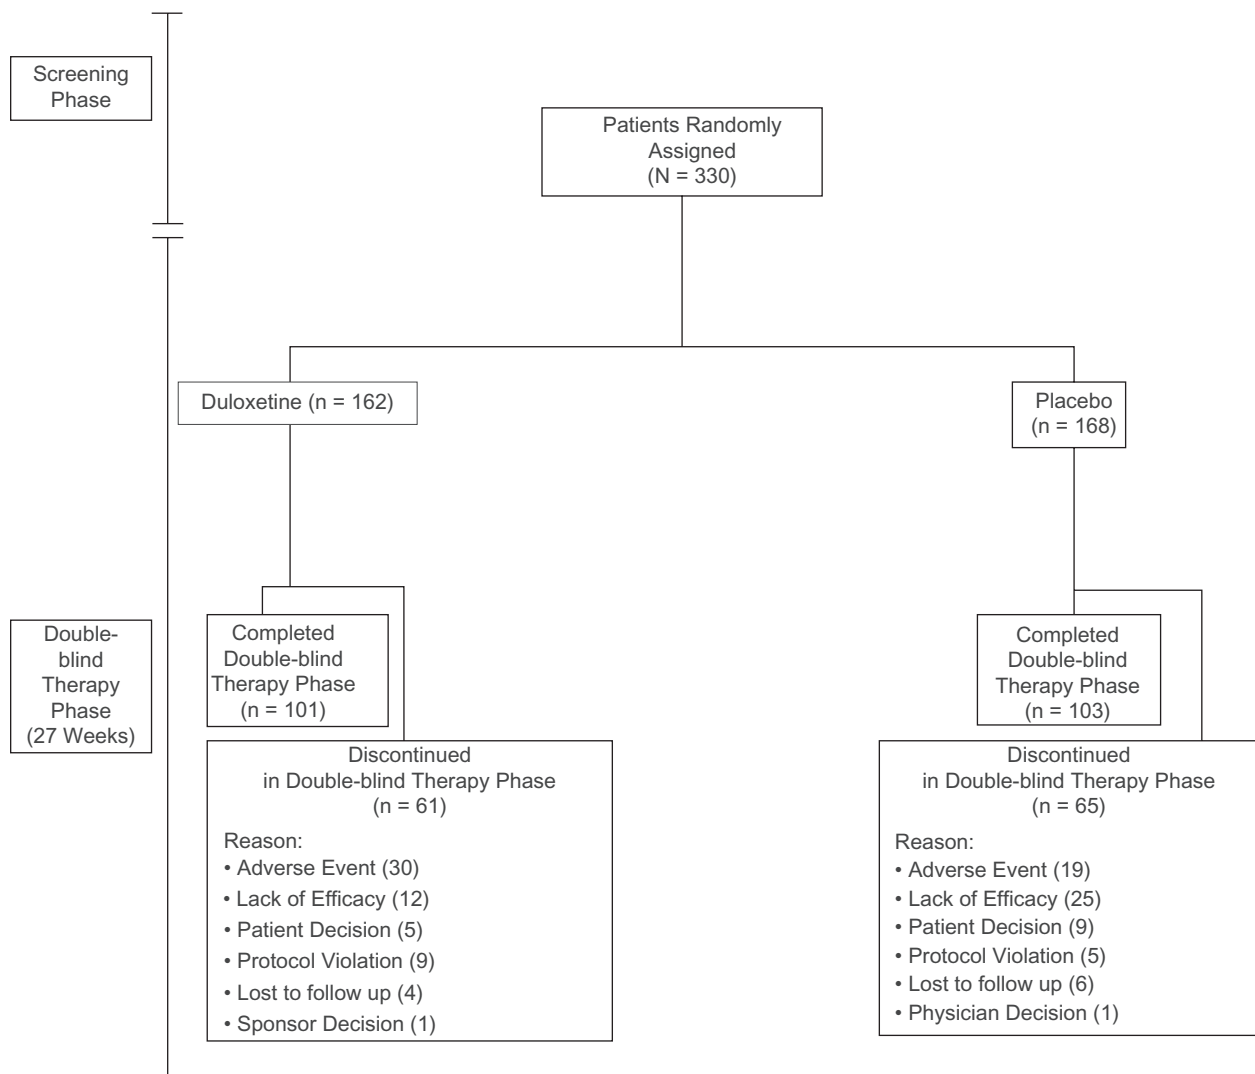 Screening
Phase
Patients Randomly
Assigned
(N = 330)
Duloxetine (n = 162)
Placebo
(n = 168)
Double-
blind
Therapy
Phase
(27 Weeks)
Completed
Double-blind
Therapy Phase
(n = 101)
Completed
Double-blind
Therapy Phase
(n = 103)
Discontinued
in Double-blind Therapy Phase
(n = 61)
Reason:
• Adverse Event (30)
• Lack of Efficacy (12)
• Patient Decision (5)
• Protocol Violation (9)
• Lost to follow up (4)
• Sponsor Decision (1)
Discontinued
in Double-blind Therapy Phase
(n = 65)
Reason:
• Adverse Event (19)
• Lack of Efficacy (25)
• Patient Decision (9)
• Protocol Violation (5)
• Lost to follow up (6)
• Physician Decision (1)